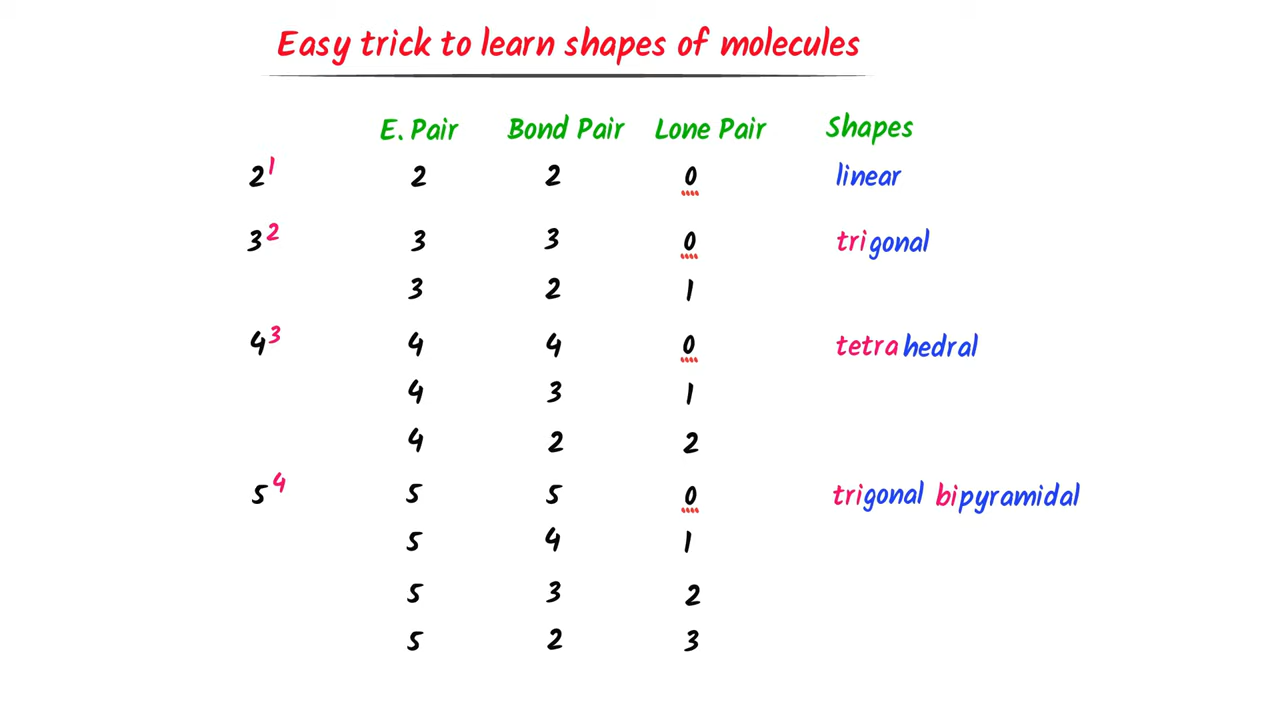 Easy trick to learn shapes of molecules
E. Pair Bond Pair Lone Pair Shapes
2¹ 2 2 0 linear
3² 3 3 0 trigonal
3 2 1
4³ 4 4 0 tetrahedral
4 3 1
4 2 2
5⁴ 5 5 0 trigonal bipyramidal
5 4 1
5 3 2
5 2 3